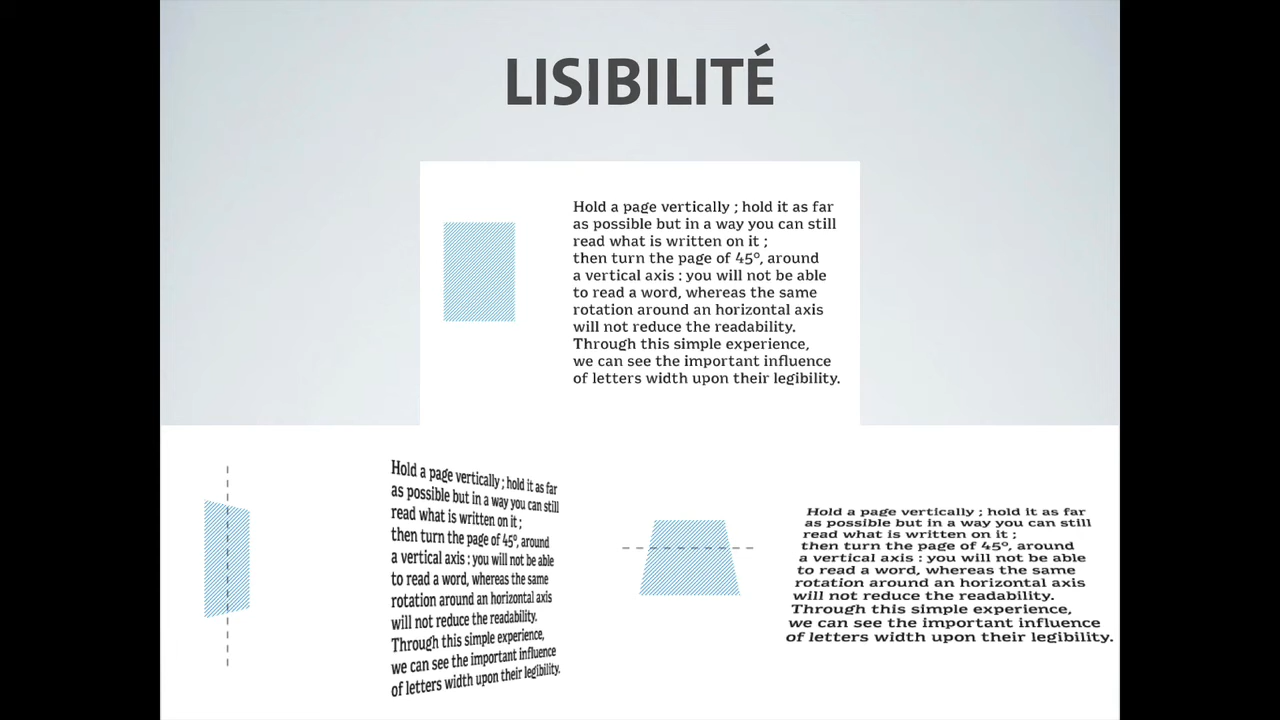 LISIBILITÉ
Hold a page vertically ; hold it as far
as possible but in a way you can still
read what is written on it ;
then turn the page of 45°, around
a vertical axis : you will not be able
to read a word, whereas the same
rotation around an horizontal axis
will not reduce the readability.
Through this simple experience,
we can see the important influence
of letters width upon their legibility.
Hold a page vertically ; hold it as far
as possible but in a way you can still
read what is written on it ;
then turn the page of 45°, around
a vertical axis : you will not be able
to read a word, whereas the same
rotation around an horizontal axis
will not reduce the readability.
Through this simple experience,
we can see the important influence
of letters width upon their legibility.
Hold a page vertically ; hold it as far
as possible but in a way you can still
read what is written on it ;
then turn the page of 45°, around
a vertical axis : you will not be able
to read a word, whereas the same
rotation around an horizontal axis
will not reduce the readability.
Through this simple experience,
we can see the important influence
of letters width upon their legibility.